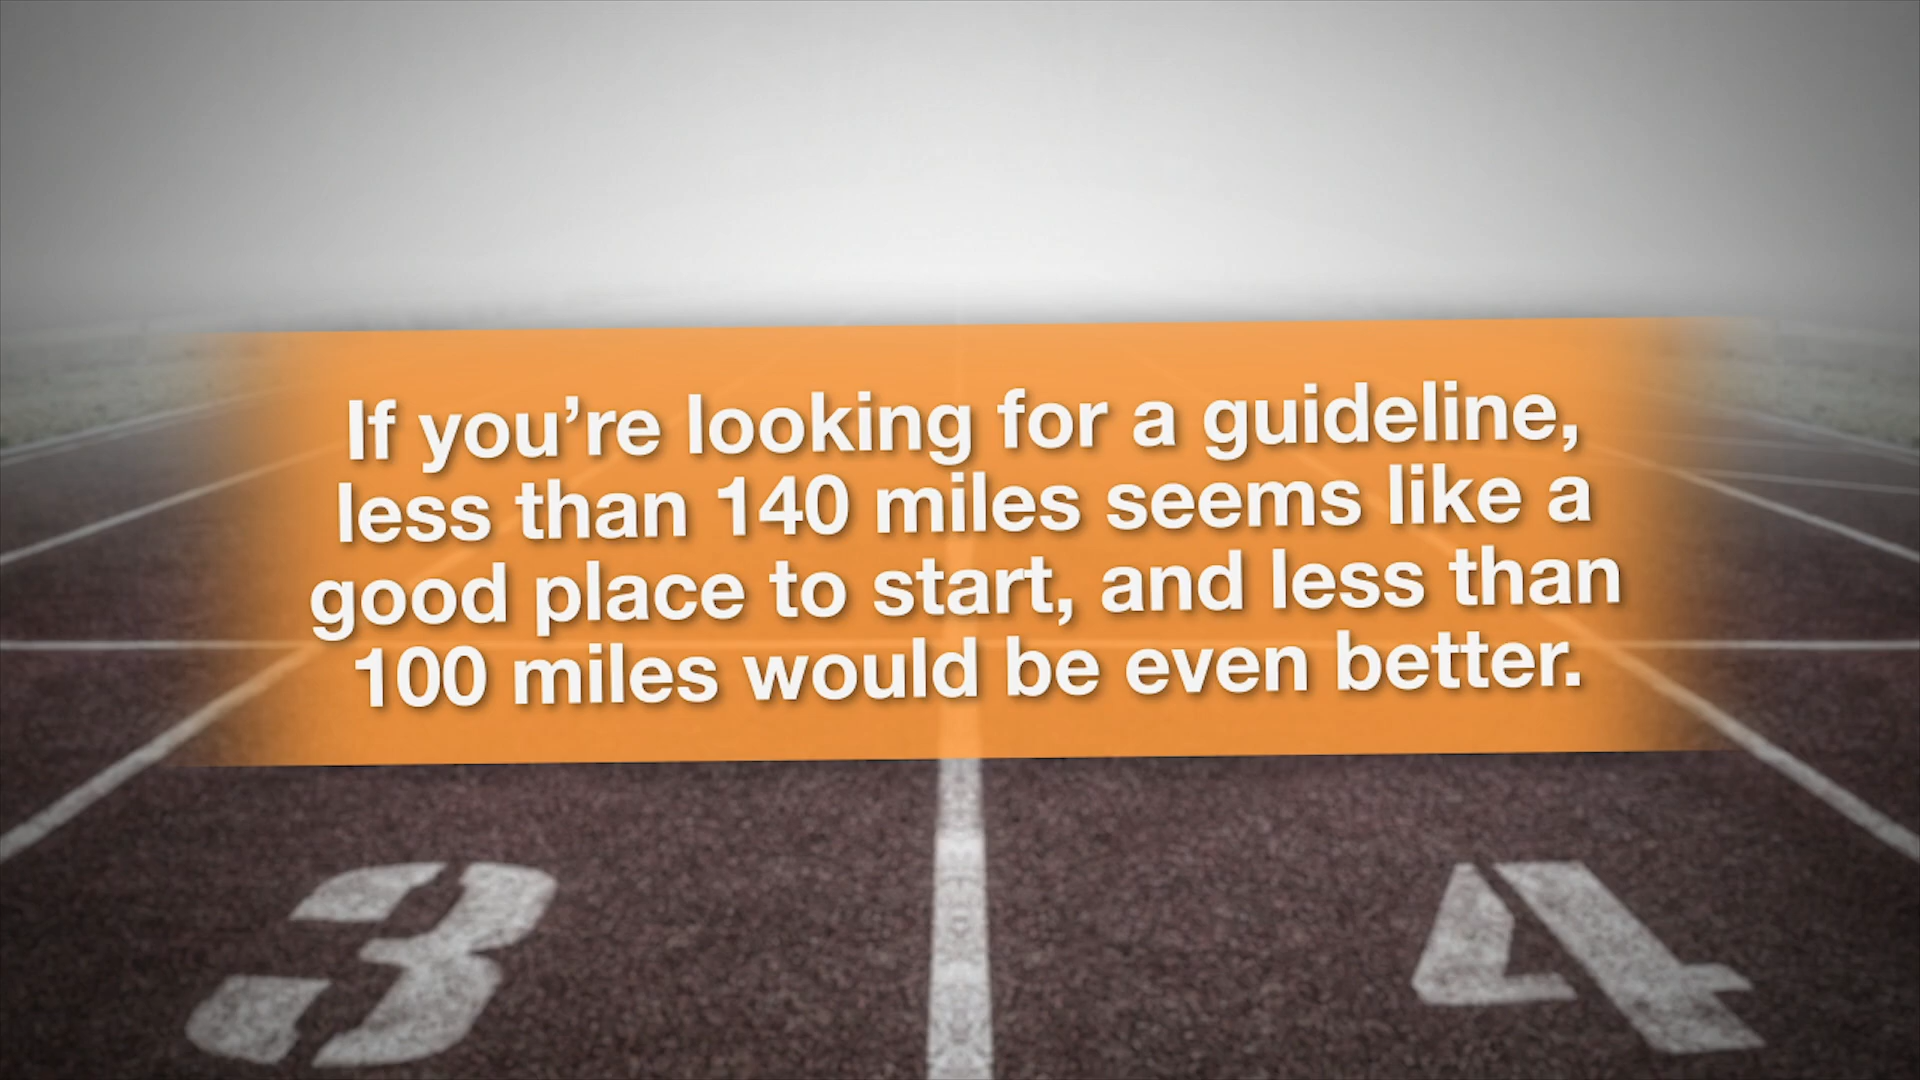 If you’re looking for a guideline,
less than 140 miles seems like a
good place to start, and less than
100 miles would be even better.
3 4